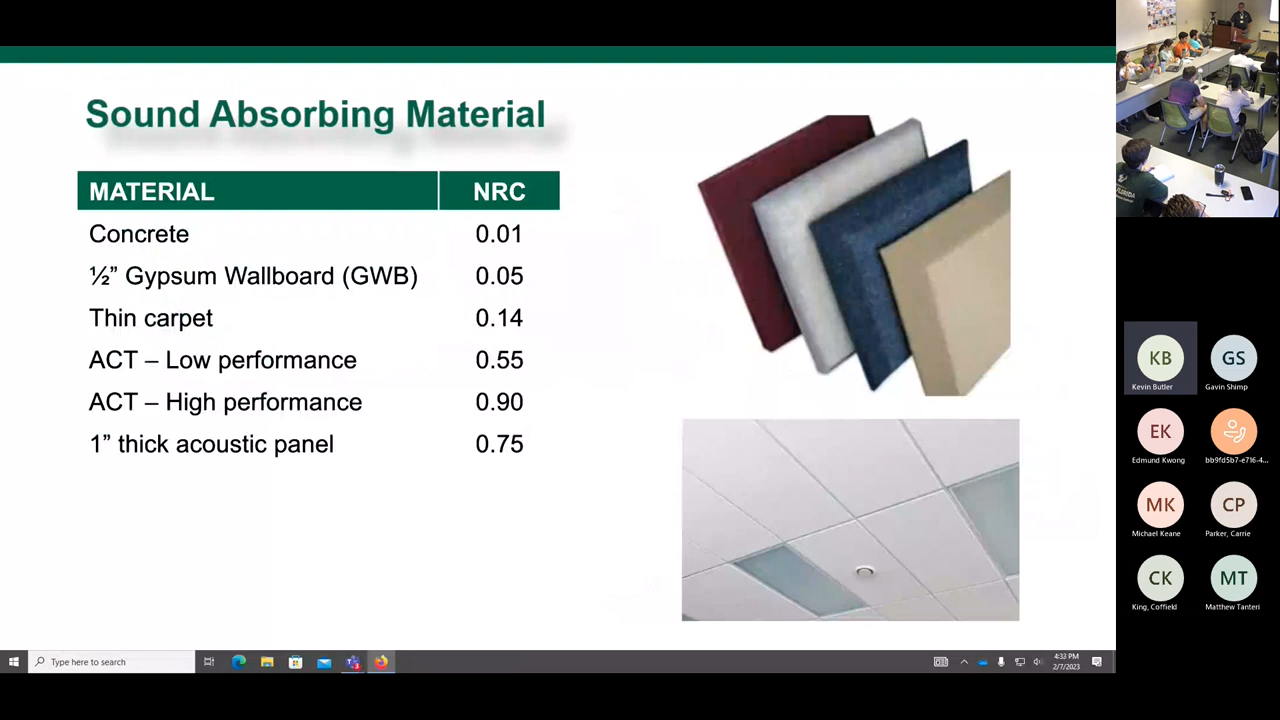 Sound Absorbing Material
MATERIAL NRC
Concrete 0.01
½” Gypsum Wallboard (GWB) 0.05
Thin carpet 0.14
ACT – Low performance 0.55
ACT – High performance 0.90
1” thick acoustic panel 0.75
KB
Kevin Butler
GS
Gavin Shimp
EK
Edmund Kwong
bb9fd5b7-e716-4...
MK
Michael Keane
CP
Parker, Carrie
CK
King, Coffield
MT
Matthew Tanteri
Type here to search
4:33 PM
2/7/2023